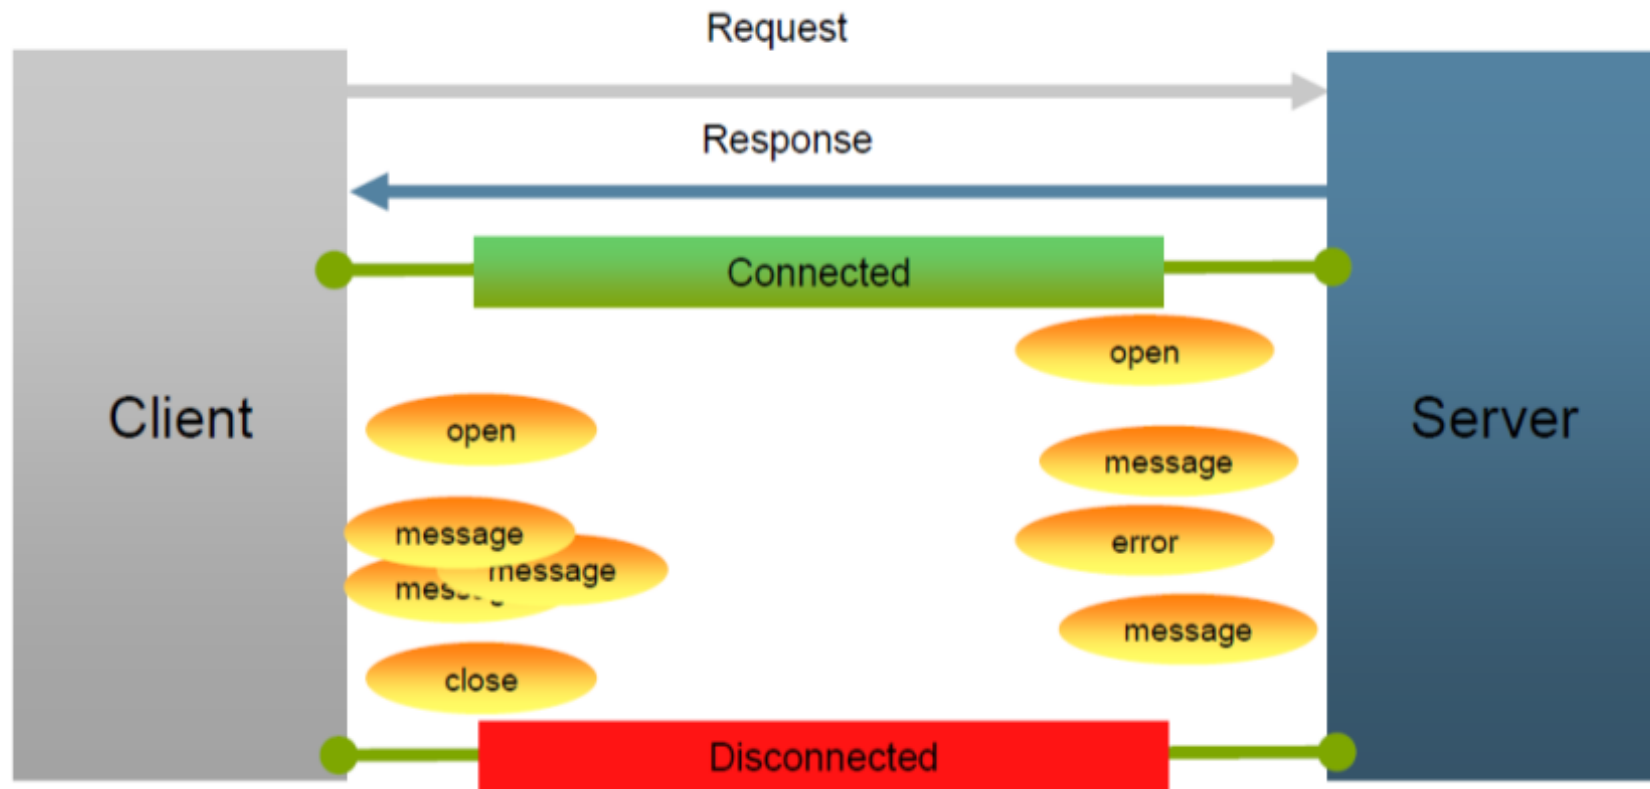 Request
Response
Connected
open
Client
open
Server
message
message
error
message
message
close
Disconnected